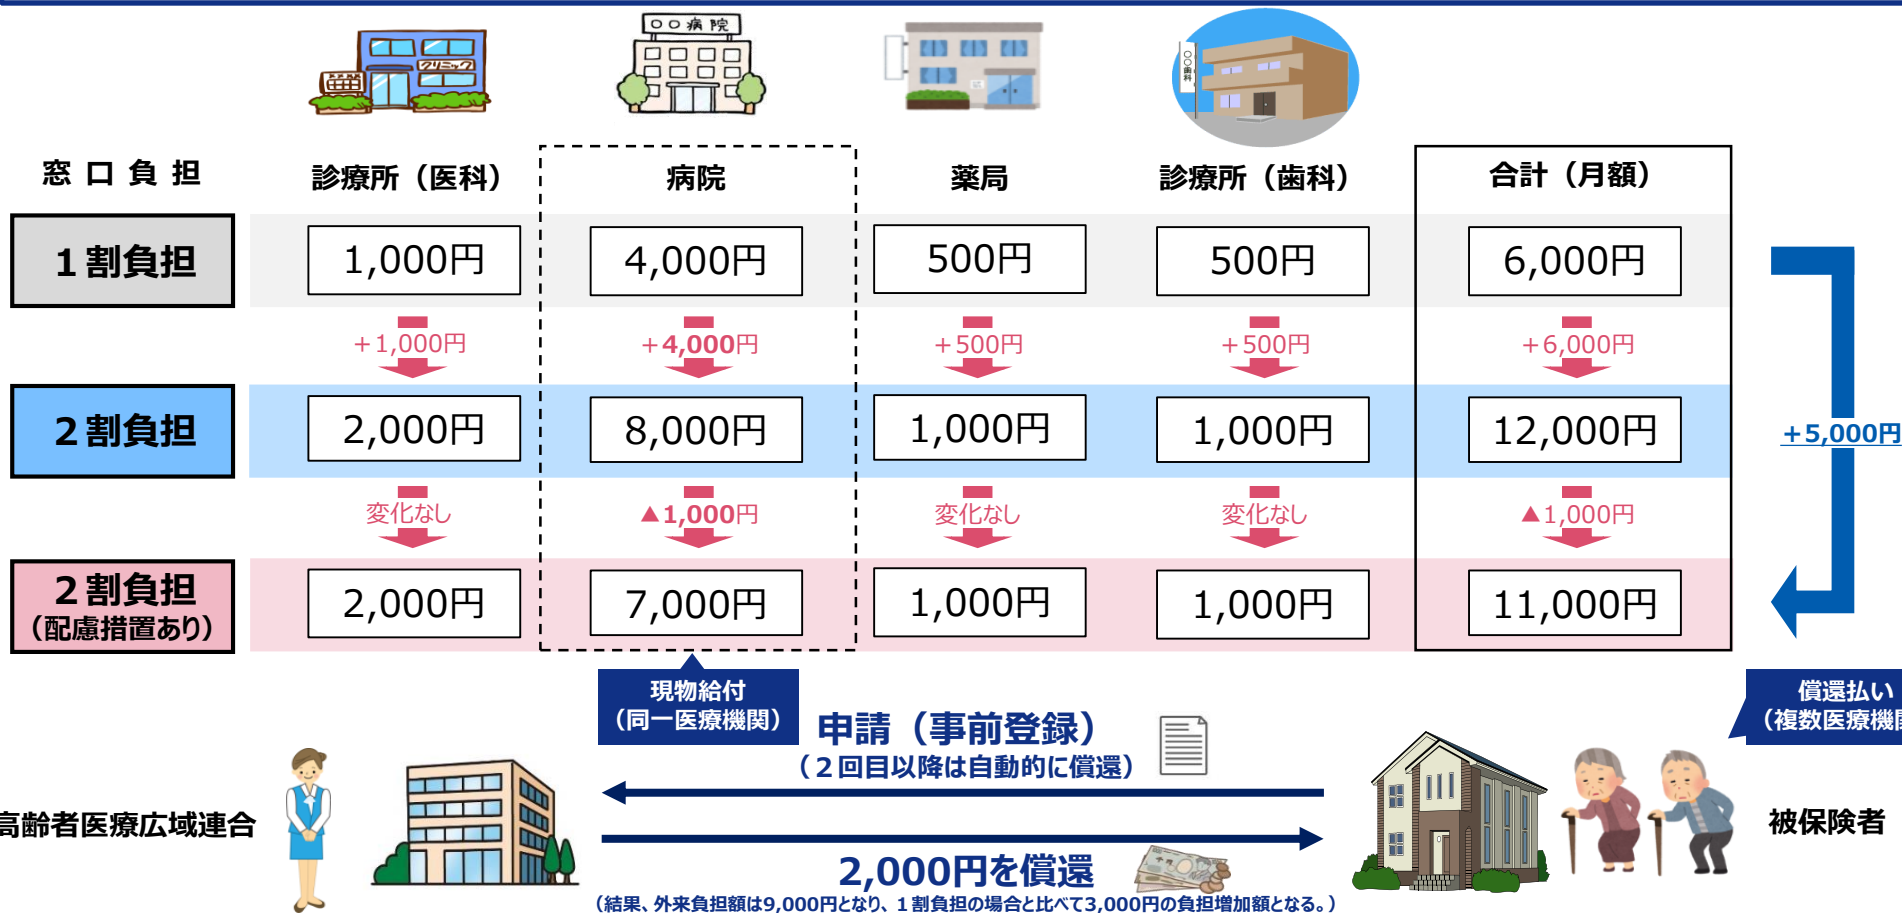 ○○病院
クリニック
○○歯科
窓口負担
診療所（医科）
病院
薬局
診療所（歯科）
合計（月額）
１割負担
1,000円
4,000円
500円
500円
6,000円
＋1,000円
＋4,000円
＋500円
＋500円
＋6,000円
２割負担
2,000円
8,000円
1,000円
1,000円
12,000円
＋5,000円
変化なし
▲1,000円
変化なし
変化なし
▲1,000円
２割負担
（配慮措置あり）
2,000円
7,000円
1,000円
1,000円
11,000円
現物給付
（同一医療機関）
償還払い
（複数医療機関
申請（事前登録）
（２回目以降は自動的に償還）
高齢者医療広域連合
被保険者
2,000円を償還
（結果、外来負担額は9,000円となり、１割負担の場合と比べて3,000円の負担増加額となる。）